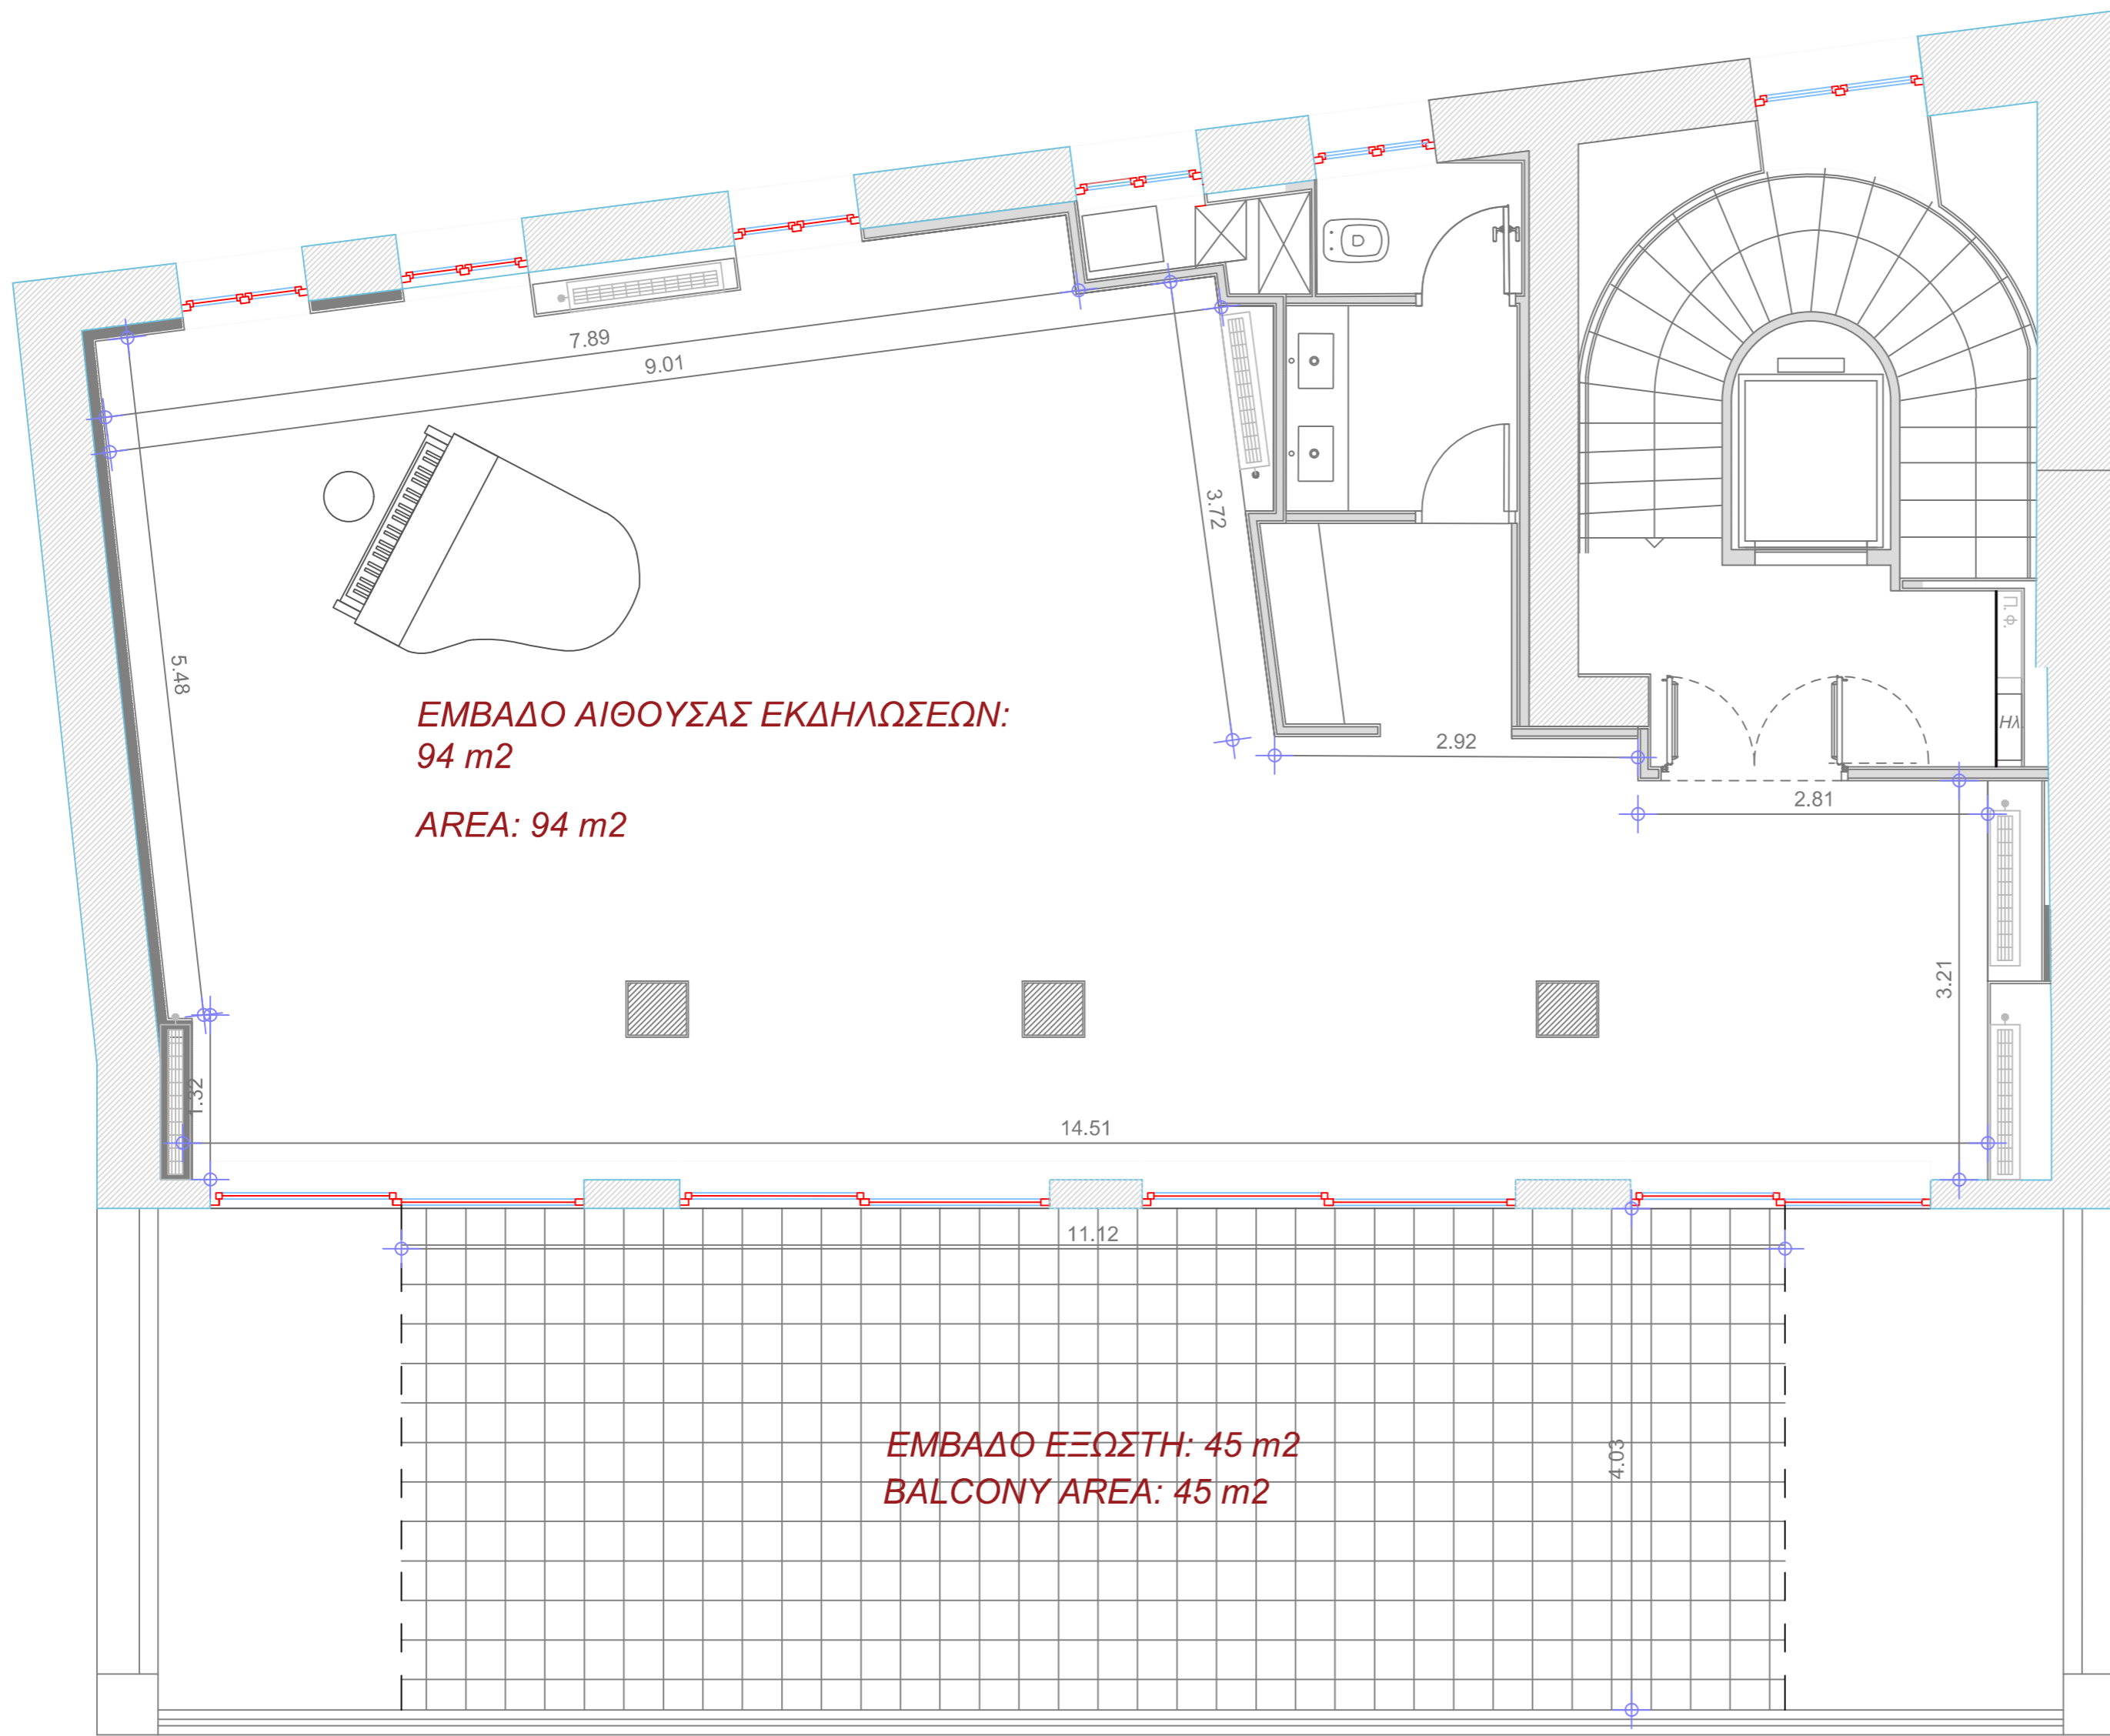 7.89
9.01
3.72
5.48
Π.Φ.
ΗΛ
ΕΜΒΑΔΟ ΑΙΘΟΥΣΑΣ ΕΚΔΗΛΩΣΕΩΝ:
94 m2
AREA: 94 m2
2.92
2.81
3.21
1.32
14.51
11.12
ΕΜΒΑΔΟ ΕΞΩΣΤΗ: 45 m2
BALCONY AREA: 45 m2
4.03